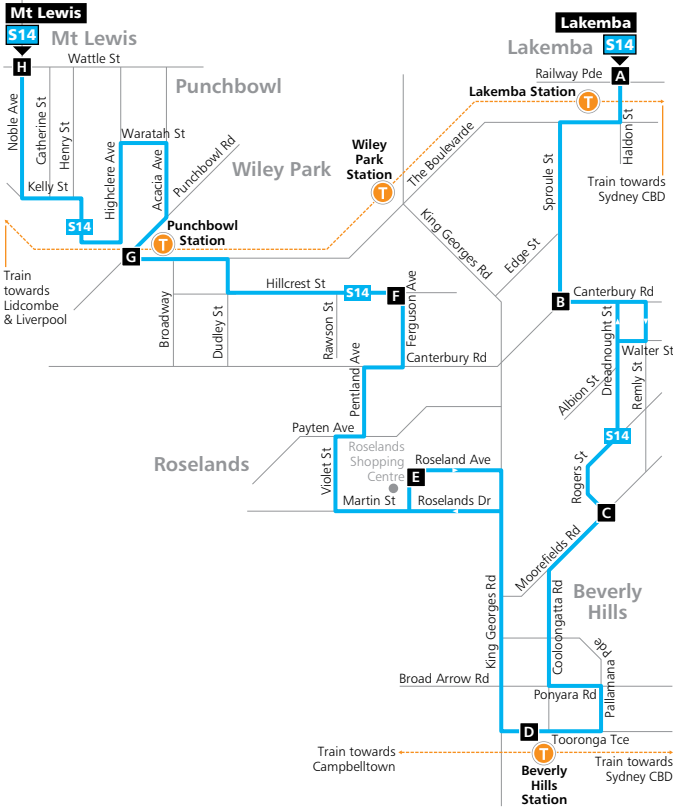 Mt Lewis
S14
Mt Lewis
H
Wattle St
Lakemba
Lakemba
S14
Railway Pde
A
Punchbowl
Lakemba Station
T
Noble Ave
Catherine St
Henry St
Waratah St
Highclere Ave
Acacia Ave
Punchbowl Rd
Wiley Park
Wiley
Park
Station
T
The Boulevarde
Haldon St
Sproule St
Train towards
Sydney CBD
Kelly St
S14
Punchbowl
Station
T
G
King Georges Rd
Edge St
Train
towards
Lidcombe
& Liverpool
Hillcrest St
S14
F
Ferguson Ave
B
Canterbury Rd
Broadway
Dudley St
Rawson St
Dreadnought St
Walter St
Remly St
Canterbury Rd
Pentland Ave
Albion St
Payten Ave
S14
Roselands
Roselands
Shopping
Centre
Roseland Ave
E
Violet St
Martin St
Roselands Dr
Rogers St
C
Moorefields Rd
Beverly
Hills
King Georges Rd
Cooloongatta Rd
Pallamana Pde
Broad Arrow Rd
Ponyara Rd
D
Tooronga Tce
Train towards
Campbelltown
T
Train towards
Sydney CBD
Beverly
Hills
Station